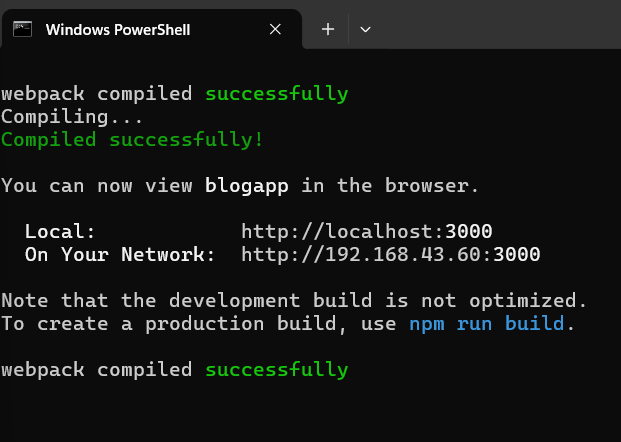 Windows PowerShell
webpack compiled successfully
Compiling...
Compiled successfully!
You can now view blogapp in the browser.
Local: http://localhost:3000
On Your Network: http://192.168.43.60:3000
Note that the development build is not optimized.
To create a production build, use npm run build.
webpack compiled successfully